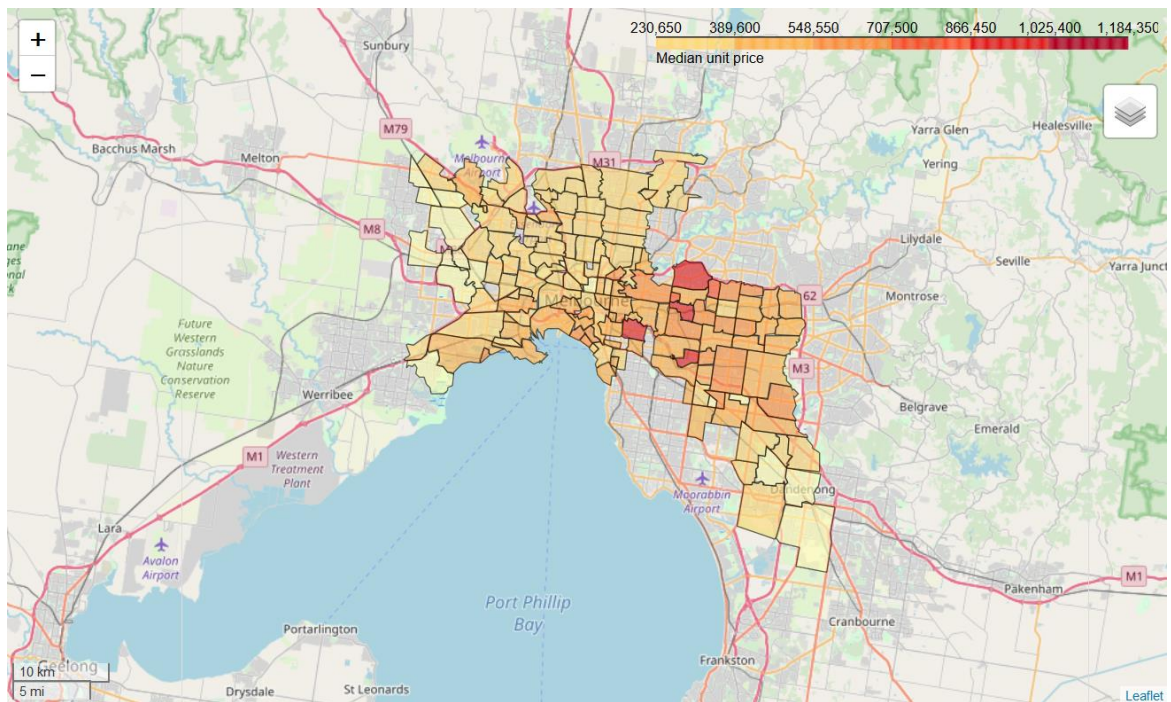 +
−
230,650 389,600 548,550 707,500 866,450 1,025,400 1,184,350
Median unit price
Sunbury
M79
Bacchus Marsh
Melton
Melbourne
Airport
M31
Yarra Glen
Healesville
Yering
M8
Lilydale
Seville
Yarra Junct
62
Montrose
Melbourne
Future
Western
Grasslands
Nature
Conservation
Reserve
M3
Werribee
Belgrave
Emerald
M1
Western
Treatment
Plant
Dandenong
Moorabbin
Airport
Lara
Avalon
Airport
M1
Pakenham
Port Phillip
Bay
Portarlington
Cranbourne
Frankston
Geelong
10 km
5 mi
Drysdale
St Leonards
Leaflet